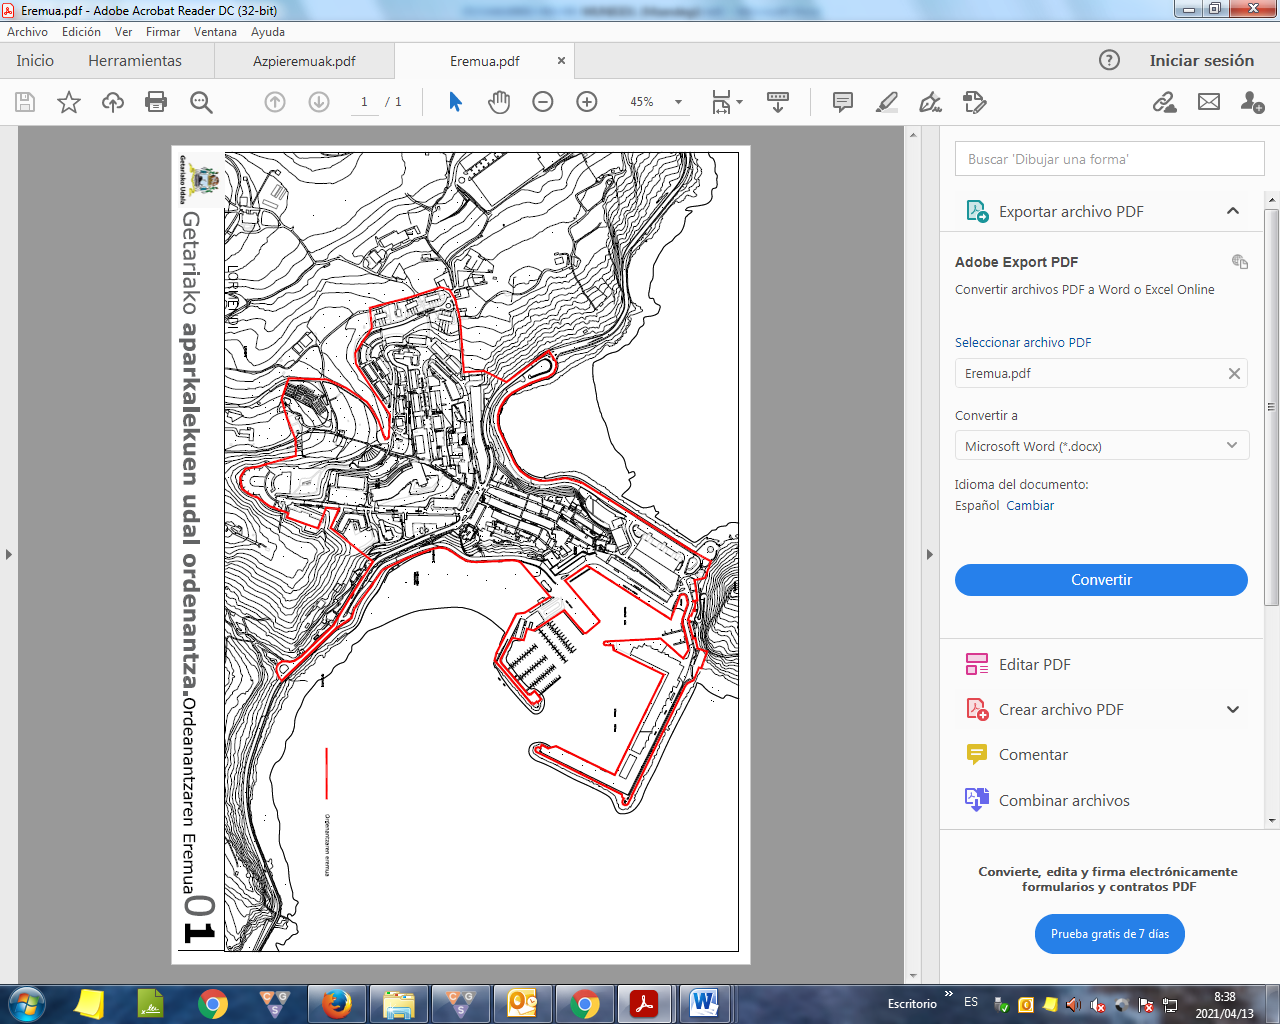 Eremua.pdf - Adobe Acrobat Reader DC (32-bit)
Archivo Edición Ver Firmar Ventana Ayuda
Inicio Herramientas Azpieremuak.pdf Eremua.pdf Iniciar sesión
1 / 1 45%
Buscar 'Dibujar una forma'
Exportar archivo PDF
Adobe Export PDF
Convertir archivos PDF a Word o Excel Online
Seleccionar archivo PDF
Eremua.pdf
Convertir a
Microsoft Word (*.docx)
Idioma del documento:
Español Cambiar
Convertir
Editar PDF
Crear archivo PDF
Comentar
Combinar archivos
Convierte, edita y firma electrónicamente
formularios y contratos PDF
Prueba gratis de 7 días
Getariako Udala
Getariako aparkalekuen udal ordenantza.Ordeanantzaren Eremua 01
Ordenantzaren eremua
Escritorio » ES 8:38
2021/04/13